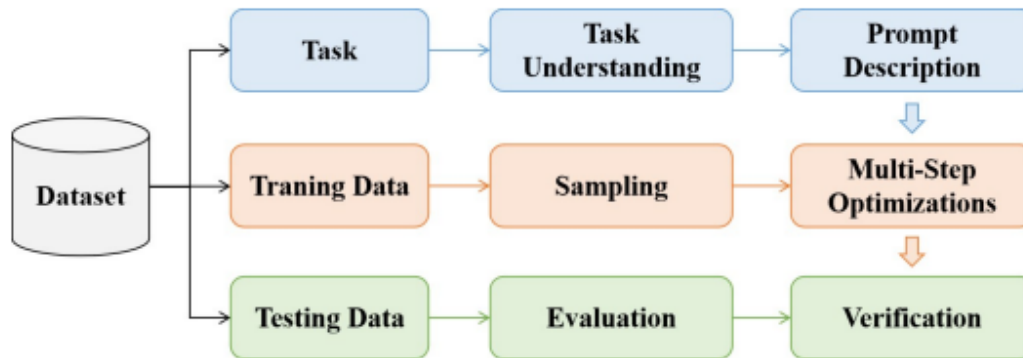 Task
Task
Understanding
Prompt
Description
Dataset
Traning Data
Sampling
Multi-Step
Optimizations
Testing Data
Evaluation
Verification